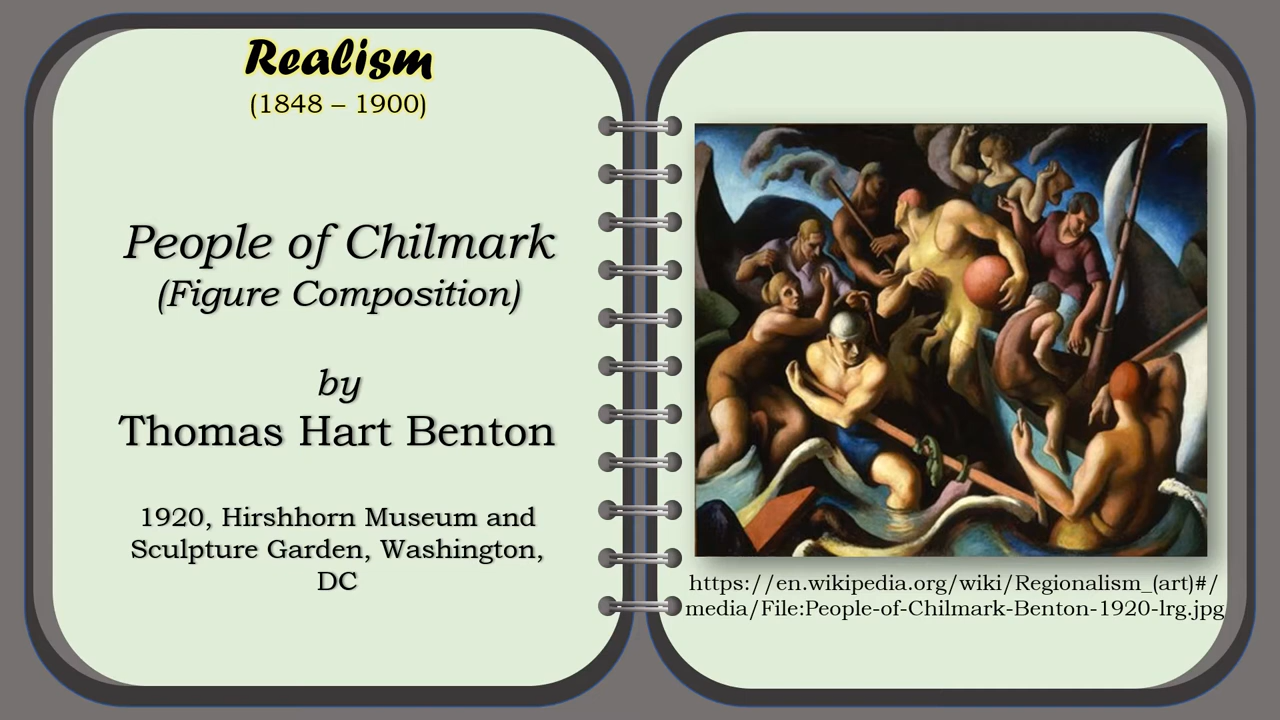 Realism
(1848 – 1900)
People of Chilmark
(Figure Composition)
by
Thomas Hart Benton
1920, Hirshhorn Museum and
Sculpture Garden, Washington,
DC
https://en.wikipedia.org/wiki/Regionalism_(art)#/
media/File:People-of-Chilmark-Benton-1920-lrg.jpg